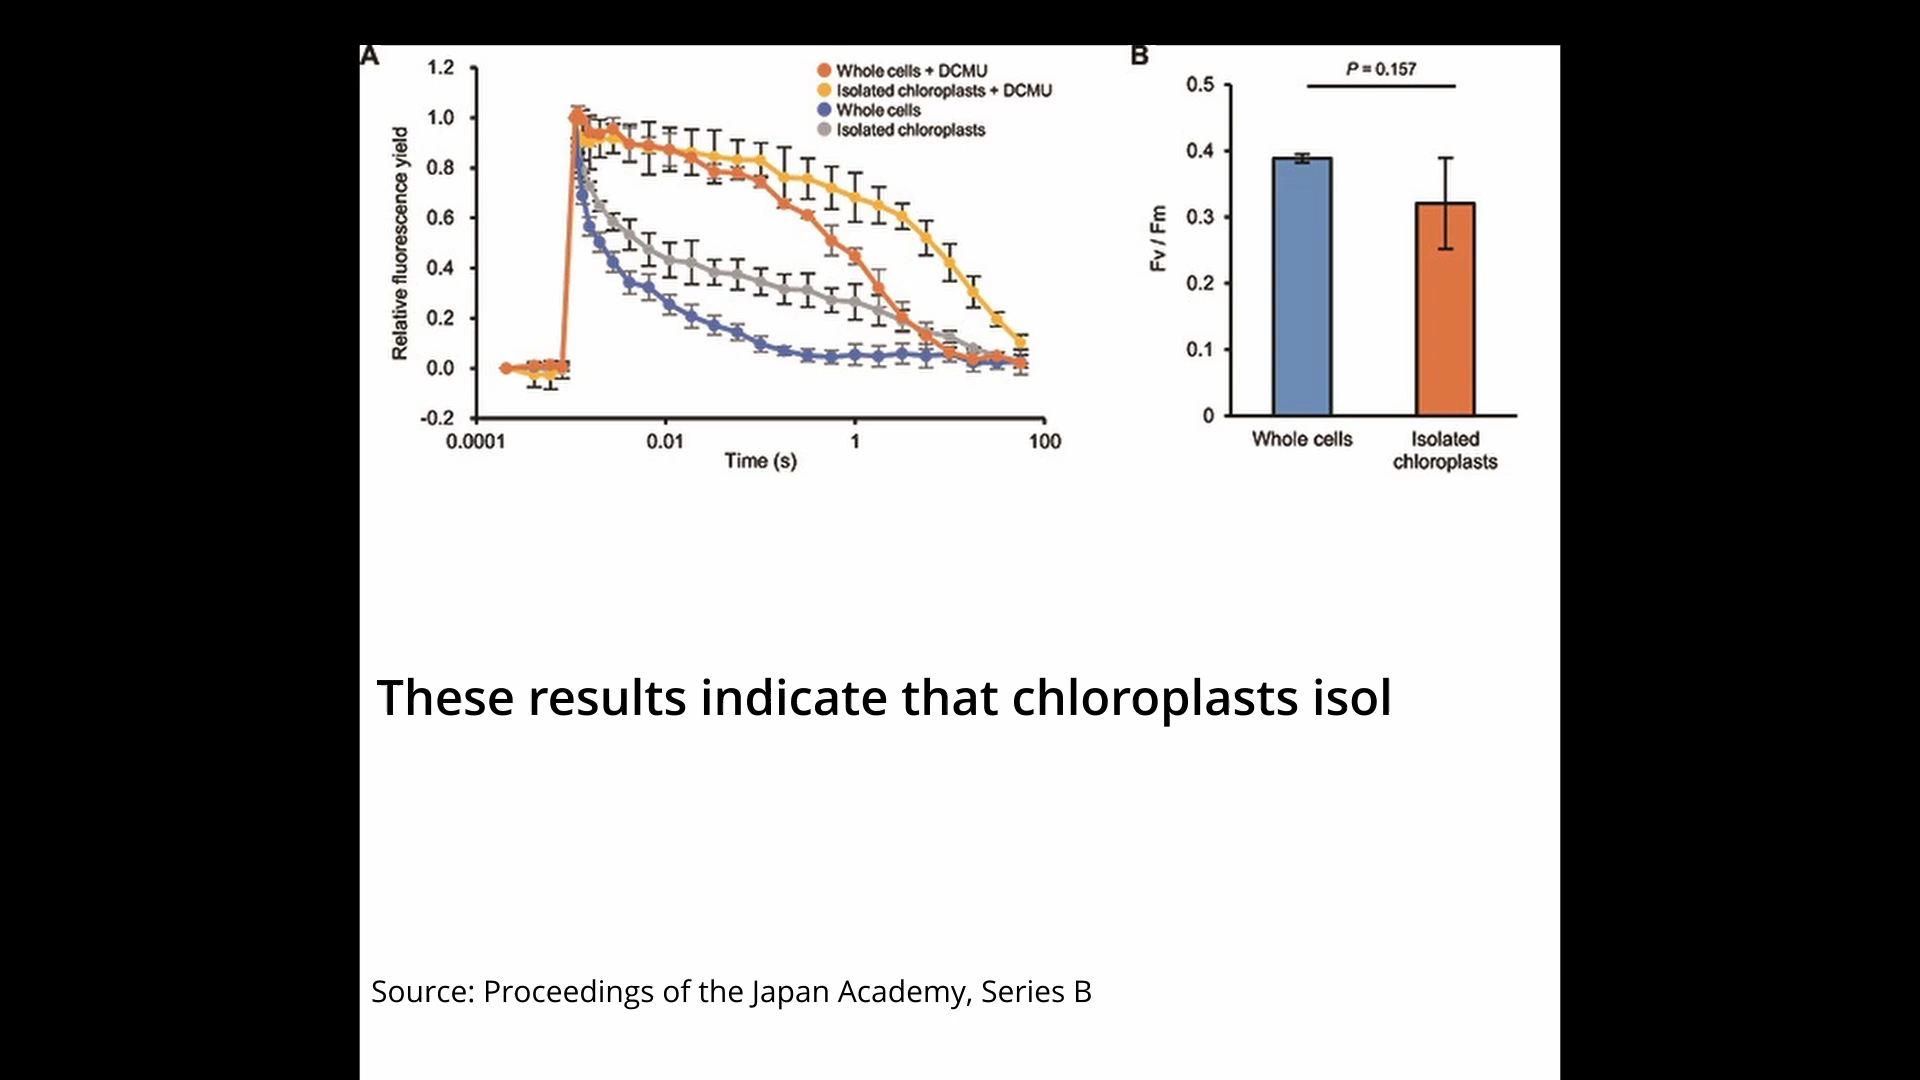 A
1.2
1.0
0.8
0.6
0.4
0.2
0.0
-0.2
Relative fluorescence yield
0.0001
0.01
1
100
Time (s)
Whole cells + DCMU
Isolated chloroplasts + DCMU
Whole cells
Isolated chloroplasts
B
P = 0.157
0.5
0.4
0.3
0.2
0.1
0
Fv / Fm
Whole cells
Isolated
chloroplasts
These results indicate that chloroplasts isol
Source: Proceedings of the Japan Academy, Series B